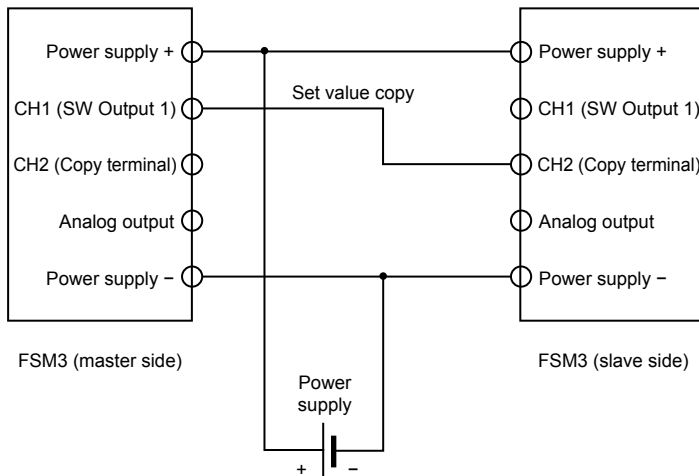 Power supply +
CH1 (SW Output 1)
CH2 (Copy terminal)
Analog output
Power supply −
FSM3 (master side)
Set value copy
Power
supply
+ −
Power supply +
CH1 (SW Output 1)
CH2 (Copy terminal)
Analog output
Power supply −
FSM3 (slave side)